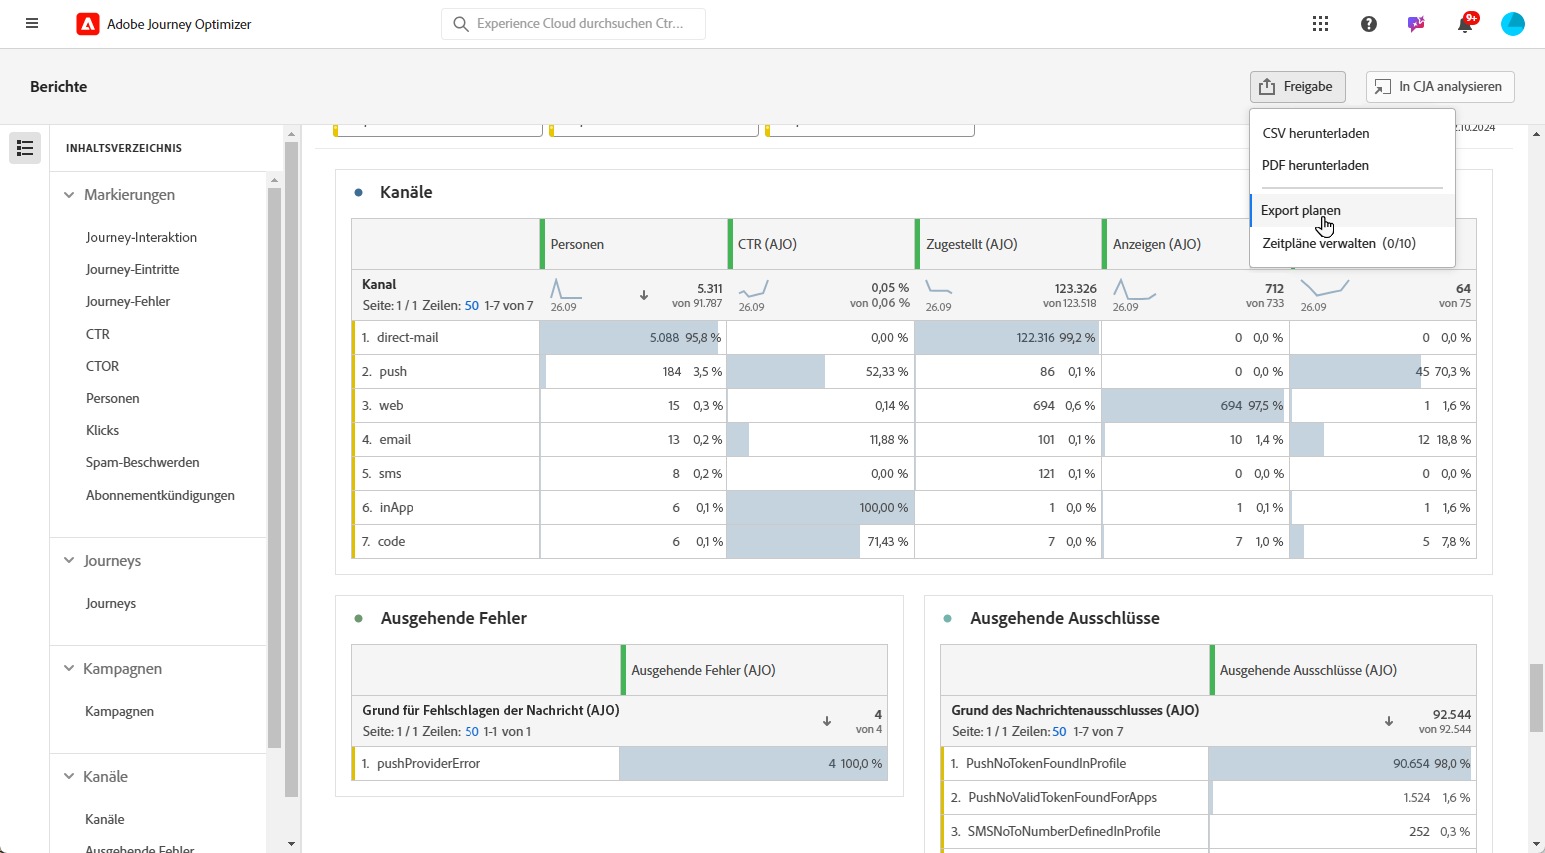 Adobe Journey Optimizer
Experience Cloud durchsuchen Ctr...
9+
Berichte
Freigabe
In CJA analysieren
CSV herunterladen
PDF herunterladen
Export planen
Zeitpläne verwalten (0/10)
.10.2024
INHALTSVERZEICHNIS
Markierungen
Journey-Interaktion
Journey-Eintritte
Journey-Fehler
CTR
CTOR
Personen
Klicks
Spam-Beschwerden
Abonnementkündigungen
Journeys
Journeys
Kampagnen
Kampagnen
Kanäle
Kanäle
Ausgehende Fehler
Kanäle
Personen CTR (AJO) Zugestellt (AJO) Anzeigen (AJO)
Kanal
Seite: 1 / 1 Zeilen: 50 1-7 von 7
26.09 5.311 von 91.787
26.09 0,05 % von 0,06 %
26.09 123.326 von 123.518
26.09 712 von 733
26.09 64 von 75
1. direct-mail 5.088 95,8 % 0,00 % 122.316 99,2 % 0 0,0 % 0 0,0 %
2. push 184 3,5 % 52,33 % 86 0,1 % 0 0,0 % 45 70,3 %
3. web 15 0,3 % 0,14 % 694 0,6 % 694 97,5 % 1 1,6 %
4. email 13 0,2 % 11,88 % 101 0,1 % 10 1,4 % 12 18,8 %
5. sms 8 0,2 % 0,00 % 121 0,1 % 0 0,0 % 0 0,0 %
6. inApp 6 0,1 % 100,00 % 1 0,0 % 1 0,1 % 1 1,6 %
7. code 6 0,1 % 71,43 % 7 0,0 % 7 1,0 % 5 7,8 %
Ausgehende Fehler
Ausgehende Fehler (AJO)
Grund für Fehlschlagen der Nachricht (AJO)
Seite: 1 / 1 Zeilen: 50 1-1 von 1
4
von 4
1. pushProviderError 4 100,0 %
Ausgehende Ausschlüsse
Ausgehende Ausschlüsse (AJO)
Grund des Nachrichtenausschlusses (AJO)
Seite: 1 / 1 Zeilen: 50 1-7 von 7
92.544
von 92.544
1. PushNoTokenFoundInProfile 90.654 98,0 %
2. PushNoValidTokenFoundForApps 1.524 1,6 %
3. SMSNoToNumberDefinedInProfile 252 0,3 %